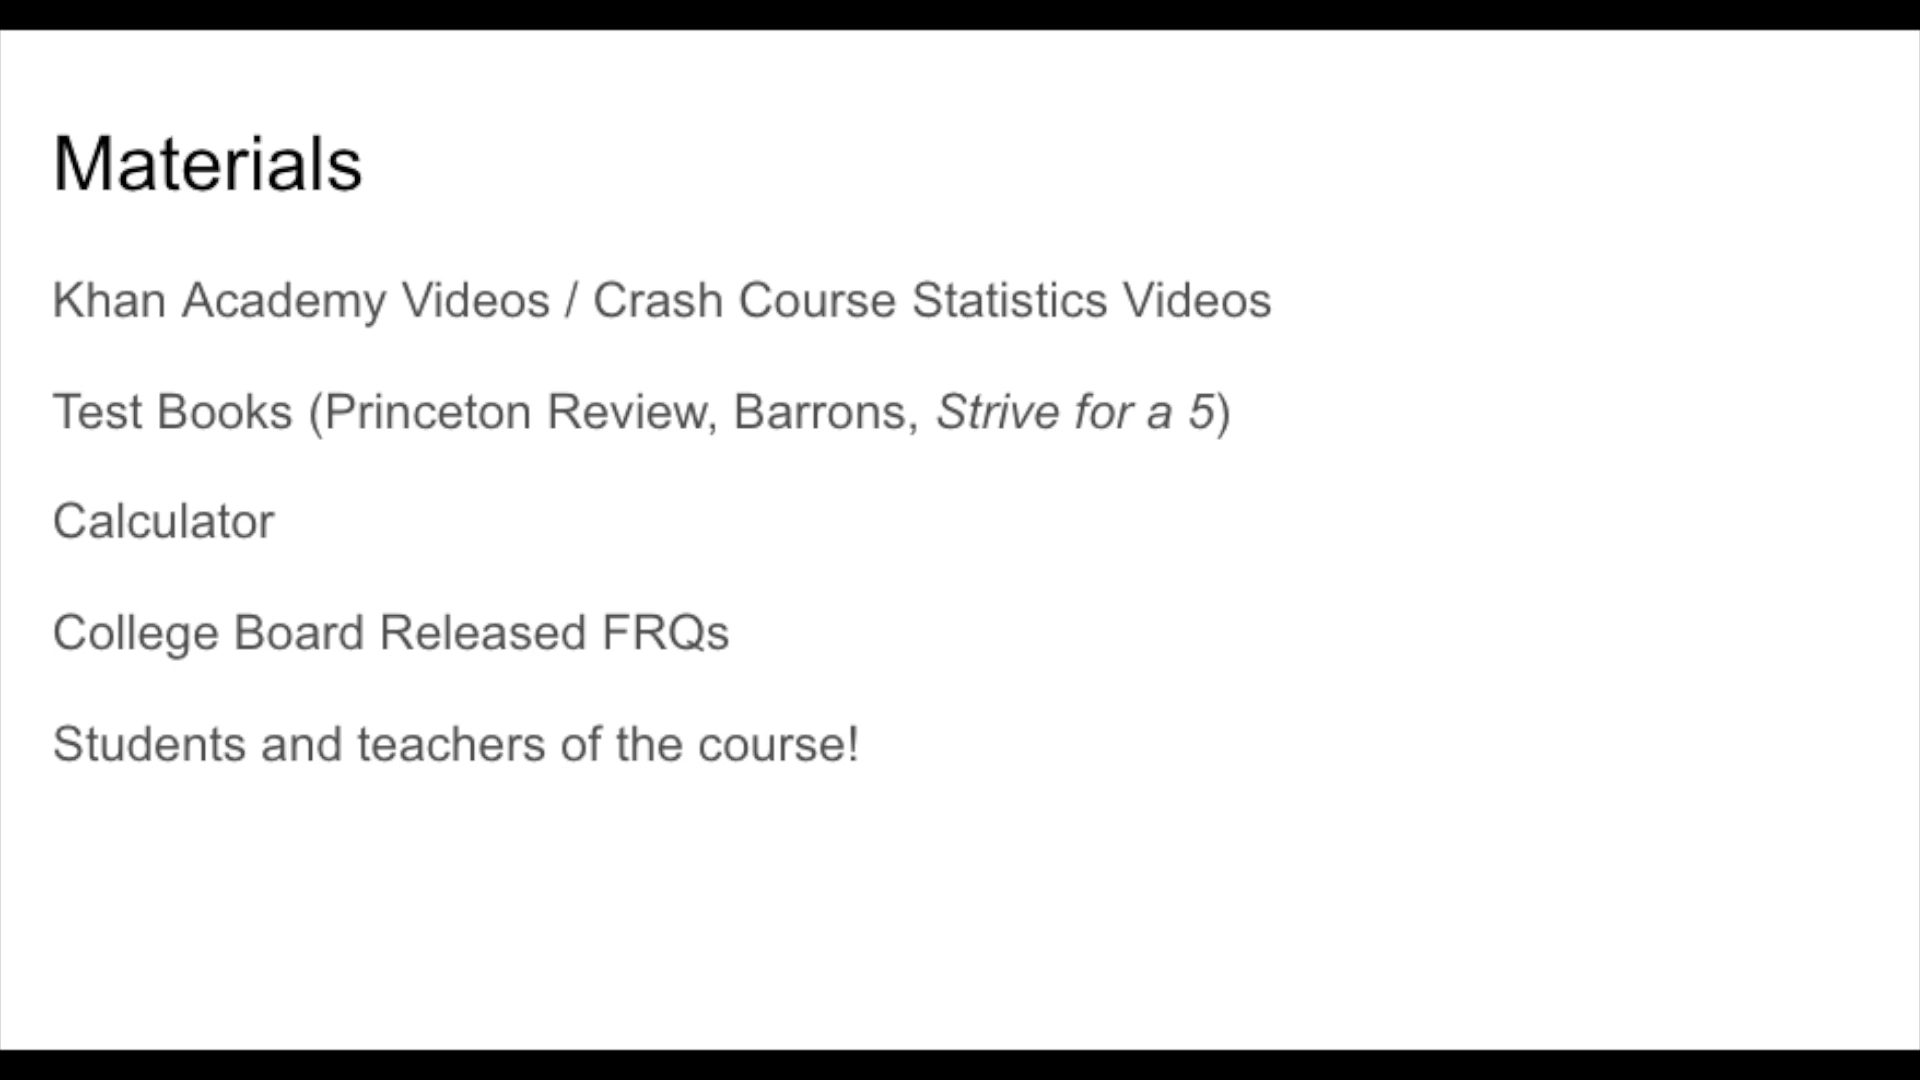 Materials
Khan Academy Videos / Crash Course Statistics Videos
Test Books (Princeton Review, Barrons, Strive for a 5)
Calculator
College Board Released FRQs
Students and teachers of the course!